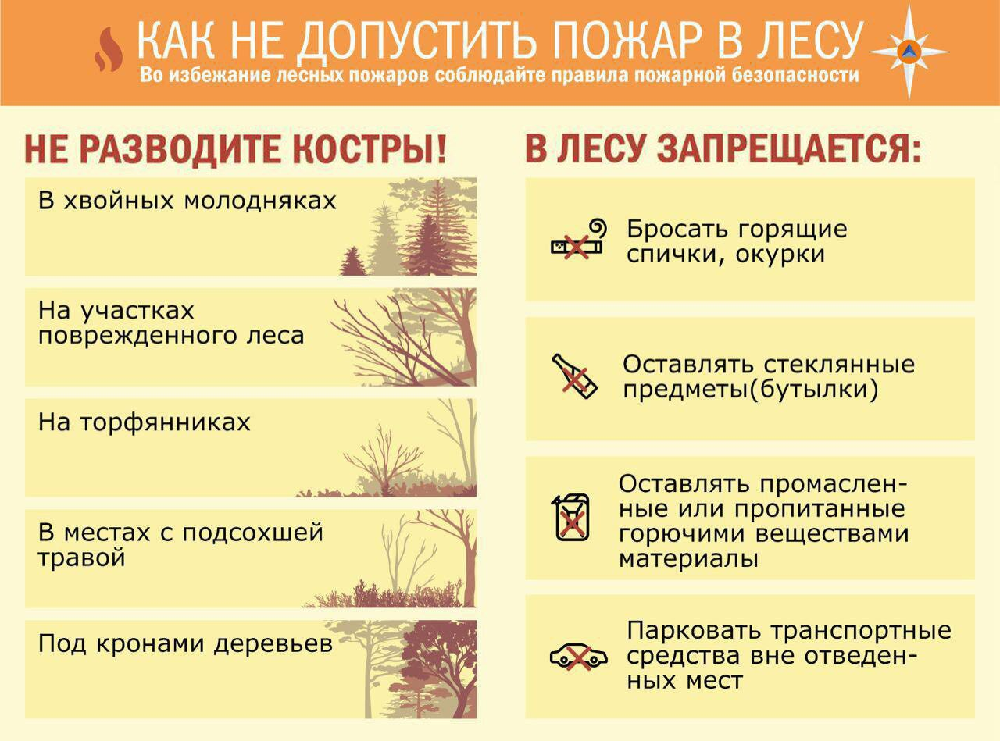 КАК НЕ ДОПУСТИТЬ ПОЖАР В ЛЕСУ
Во избежание лесных пожаров соблюдайте правила пожарной безопасности
НЕ РАЗВОДИТЕ КОСТРЫ!
В хвойных молодняках
На участках
поврежденного леса
На торфянниках
В местах с подсохшей
травой
Под кронами деревьев
В ЛЕСУ ЗАПРЕЩАЕТСЯ:
Бросать горящие
спички, окурки
Оставлять стеклянные
предметы(бутылки)
Оставлять промаслен-
ные или пропитанные
горючими веществами
материалы
Парковать транспортные
средства вне отведен-
ных мест